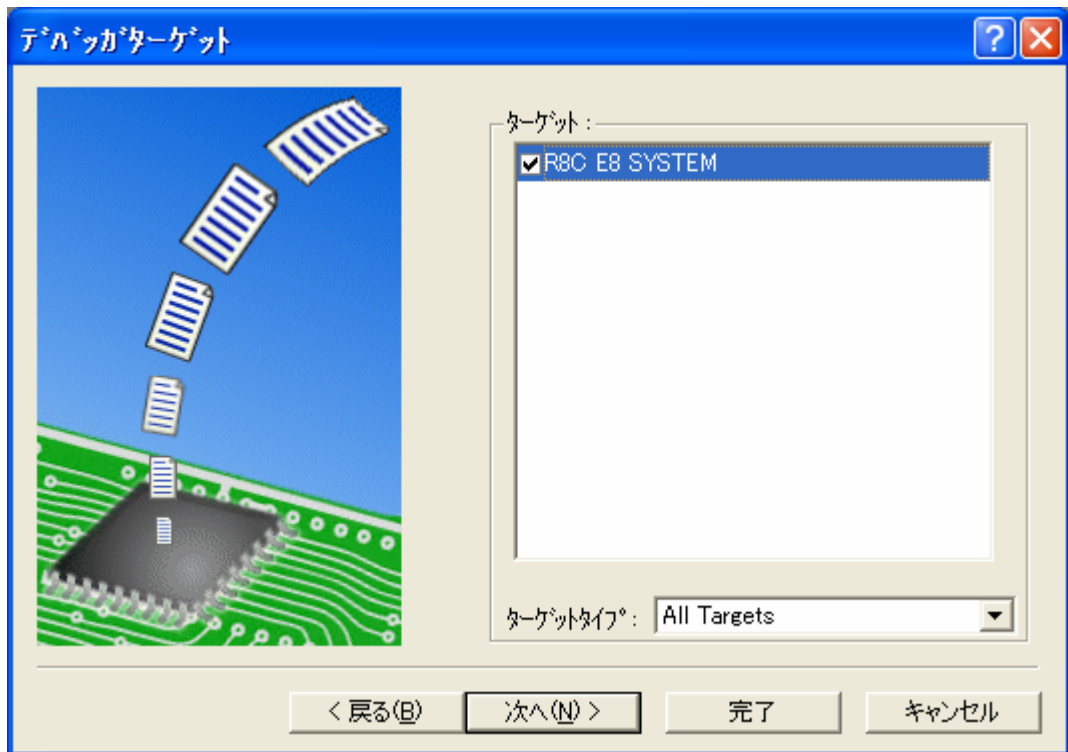 ﾃﾞﾊﾞｯｶﾞﾀｰｹﾞｯﾄ
ﾀｰｹﾞｯﾄ :
R8C E8 SYSTEM
ﾀｰｹﾞｯﾄﾀｲﾌﾟ : All Targets
< 戻る(B) 次へ(N) > 完了 キャンセル